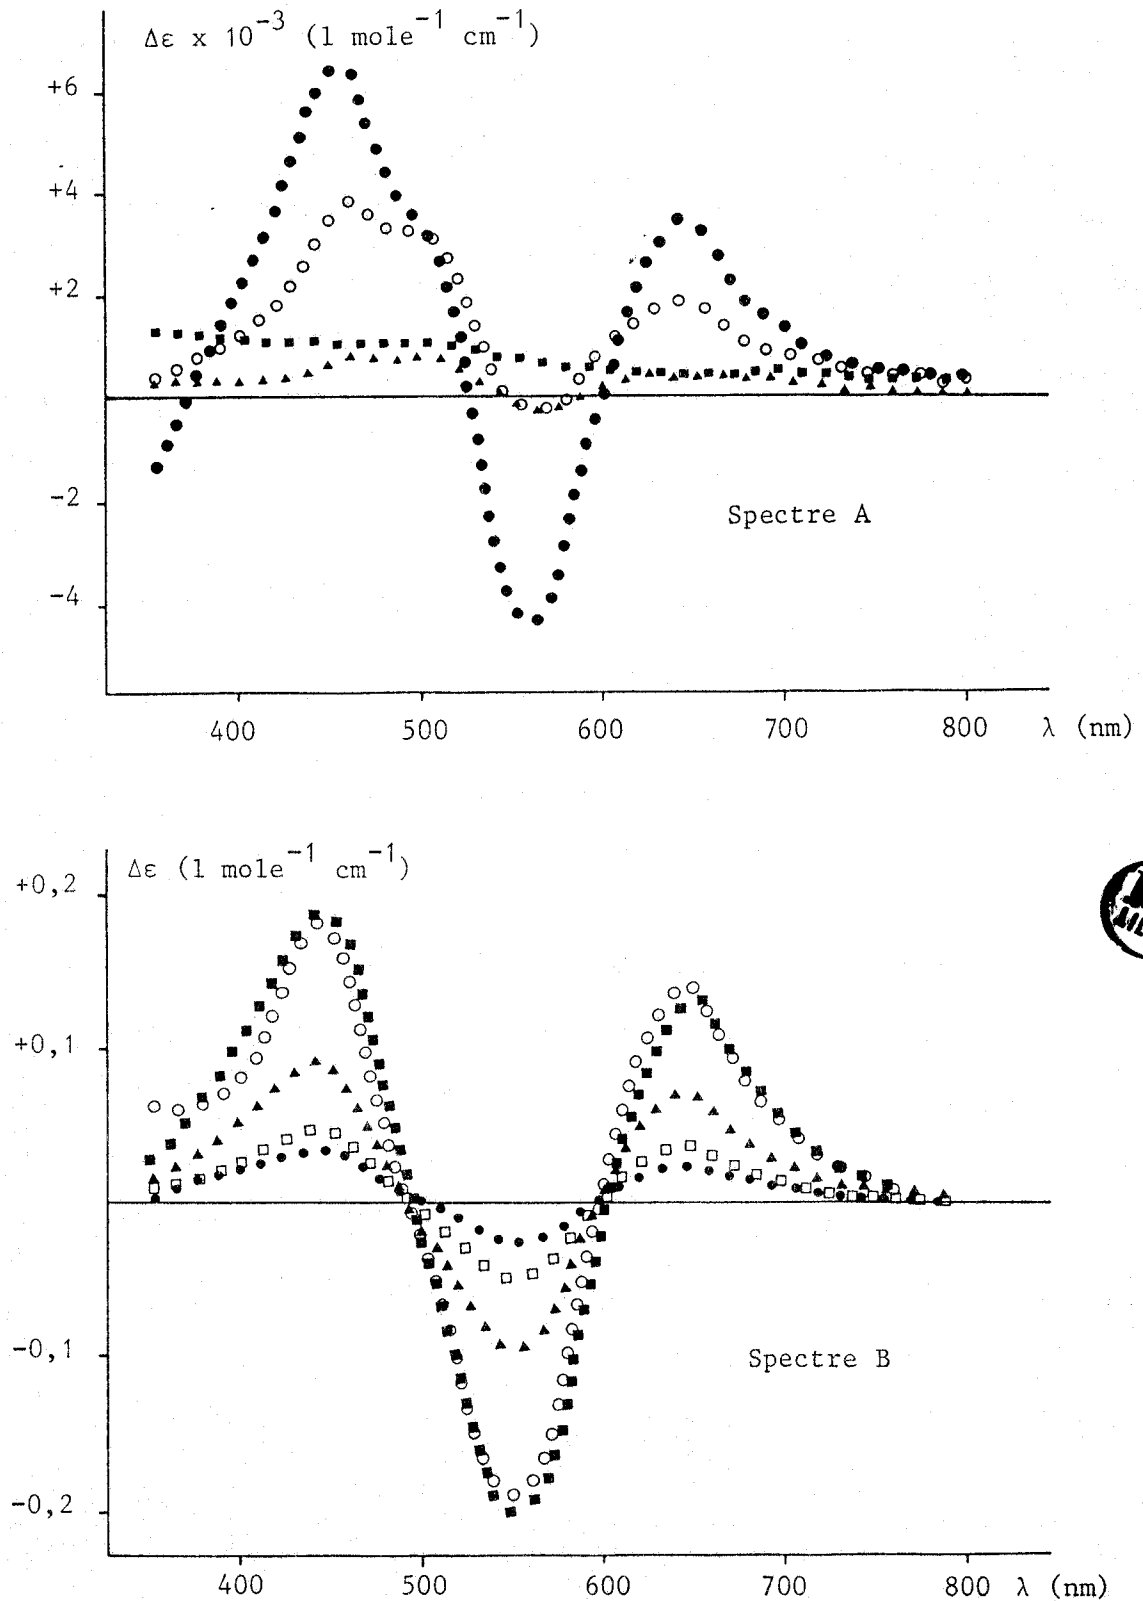 Δε x 10⁻³ (1 mole⁻¹ cm⁻¹)
+6
+4
+2
-2
-4
Spectre A
400 500 600 700 800 λ (nm)
Δε (1 mole⁻¹ cm⁻¹)
+0,2
+0,1
-0,1
-0,2
Spectre B
400 500 600 700 800 λ (nm)